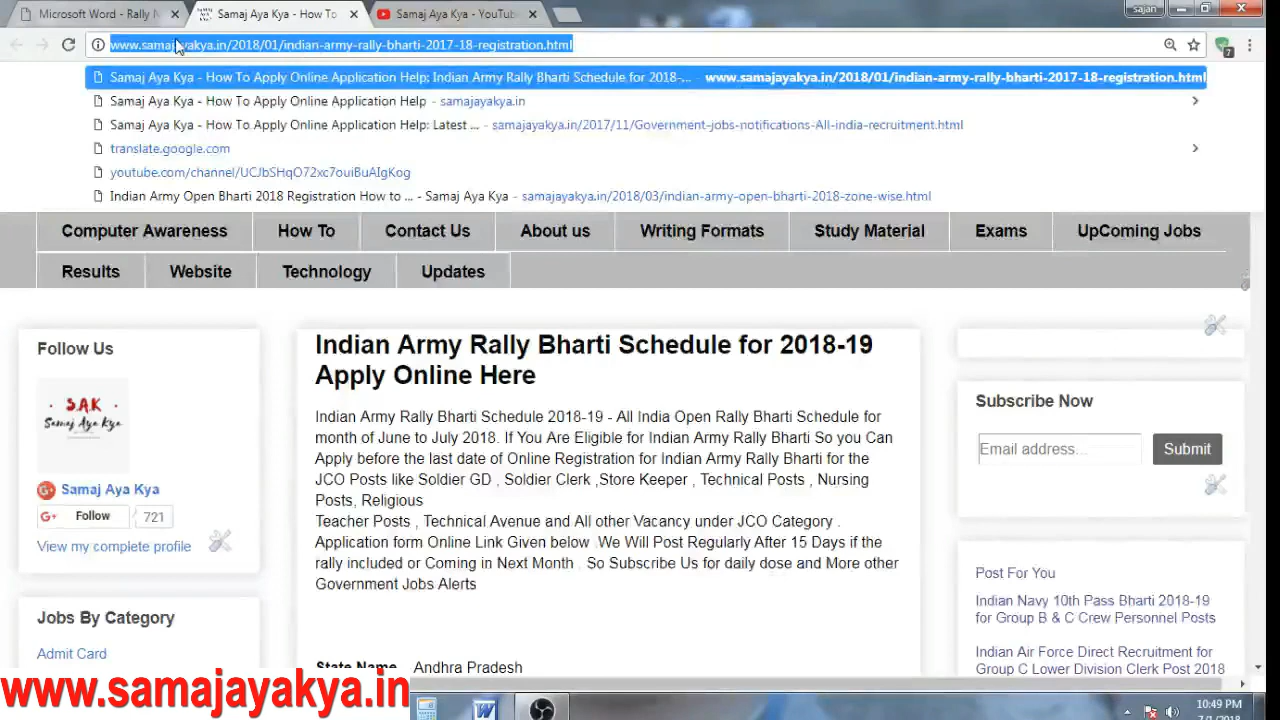 Microsoft Word - Rally
Samaj Aya Kya - How To
Samaj Aya Kya - YouTub
sajan
www.samajayakya.in/2018/01/indian-army-rally-bharti-2017-18-registration.html
7
Samaj Aya Kya - How To Apply Online Application Help: Indian Army Rally Bharti Schedule for 2018-... www.samajayakya.in/2018/01/indian-army-rally-bharti-2017-18-registration.html
Samaj Aya Kya - How To Apply Online Application Help - samajayakya.in
Samaj Aya Kya - How To Apply Online Application Help: Latest ... - samajayakya.in/2017/11/Government-jobs-notifications-All-india-recruitment.html
translate.google.com
youtube.com/channel/UCJbSHqO72xc7ouiBuAIgKog
Indian Army Open Bharti 2018 Registration How to ... - Samaj Aya Kya - samajayakya.in/2018/03/indian-army-open-bharti-2018-zone-wise.html
Computer Awareness How To Contact Us About us Writing Formats Study Material Exams UpComing Jobs
Results Website Technology Updates
Follow Us
S.A.K
Samaj Aya Kya
Samaj Aya Kya
G+ Follow 721
View my complete profile
Jobs By Category
Admit Card
Indian Army Rally Bharti Schedule for 2018-19
Apply Online Here
Indian Army Rally Bharti Schedule 2018-19 - All India Open Rally Bharti Schedule for
month of June to July 2018. If You Are Eligible for Indian Army Rally Bharti So you Can
Apply before the last date of Online Registration for Indian Army Rally Bharti for the
JCO Posts like Soldier GD , Soldier Clerk ,Store Keeper , Technical Posts , Nursing
Posts, Religious
Teacher Posts , Technical Avenue and All other Vacancy under JCO Category .
Application form Online Link Given below .We Will Post Regularly After 15 Days if the
rally included or Coming in Next Month . So Subscribe Us for daily dose and More other
Government Jobs Alerts
State Name Andhra Pradesh
Subscribe Now
Email address...
Submit
Post For You
Indian Navy 10th Pass Bharti 2018-19
for Group B & C Crew Personnel Posts
Indian Air Force Direct Recruitment for
Group C Lower Division Clerk Post 2018
www.samajayakya.in
10:49 PM